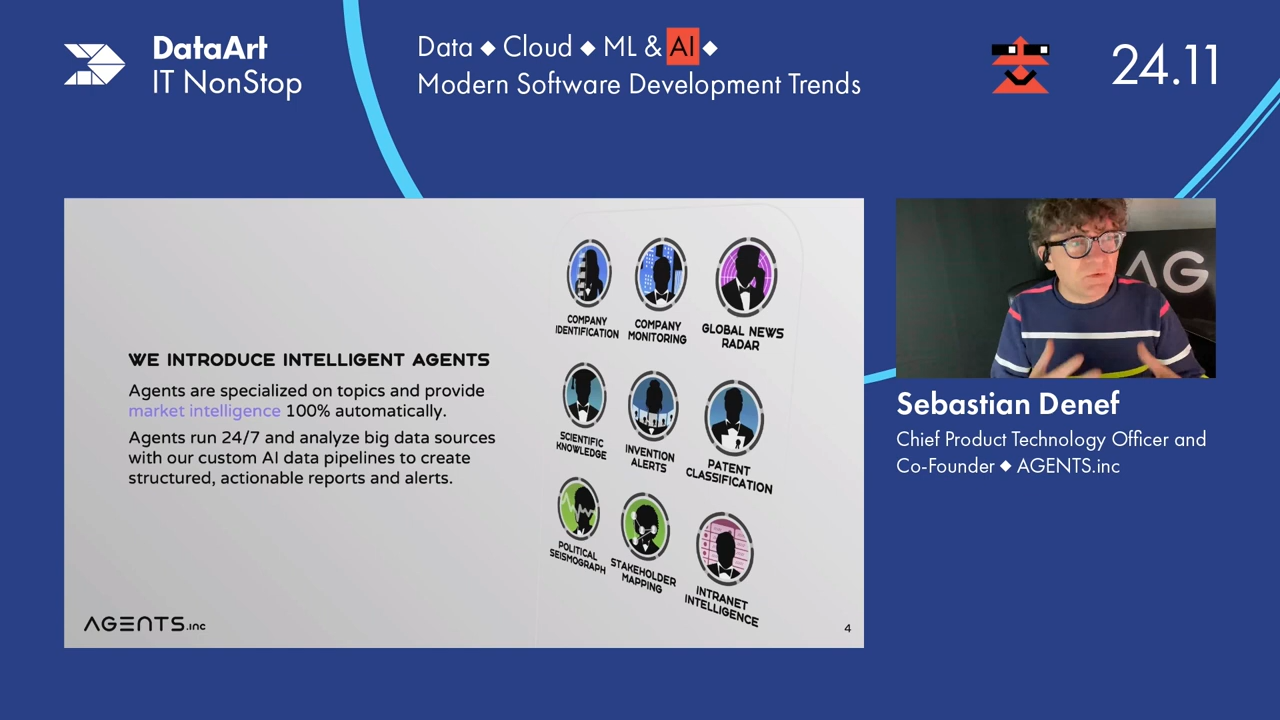 DataArt
IT NonStop
Data ◆ Cloud ◆ ML & AI ◆
Modern Software Development Trends
24.11
WE INTRODUCE INTELLIGENT AGENTS
Agents are specialized on topics and provide
market intelligence 100% automatically.
Agents run 24/7 and analyze big data sources
with our custom AI data pipelines to create
structured, actionable reports and alerts.
COMPANY
IDENTIFICATION
COMPANY
MONITORING
GLOBAL NEWS
RADAR
SCIENTIFIC
KNOWLEDGE
INVENTION
ALERTS
PATENT
CLASSIFICATION
POLITICAL
SEISMOGRAPH
STAKEHOLDER
MAPPING
INTRANET
INTELLIGENCE
AGENTS.inc
4
AG
Sebastian Denef
Chief Product Technology Officer and
Co-Founder ◆ AGENTS.inc